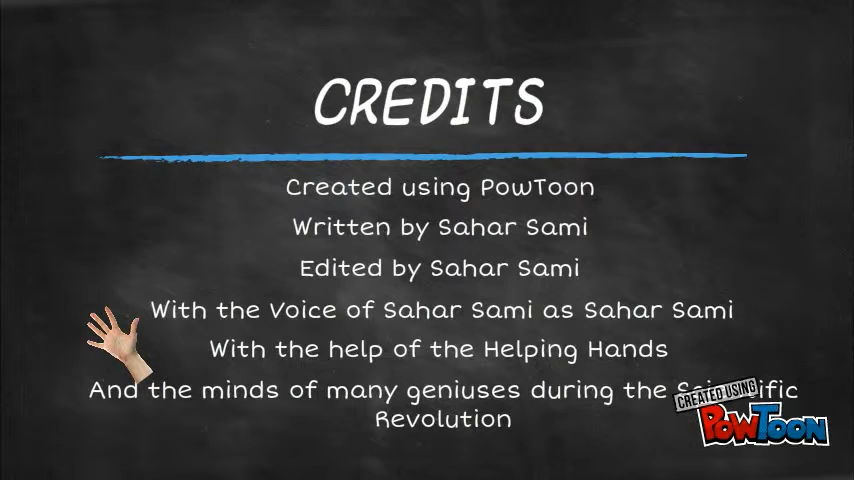 CREDITS
Created using PowToon
Written by Sahar Sami
Edited by Sahar Sami
With the Voice of Sahar Sami as Sahar Sami
With the help of the Helping Hands
And the minds of many geniuses during the Scientific
Revolution
CREATED USING
POWTOON